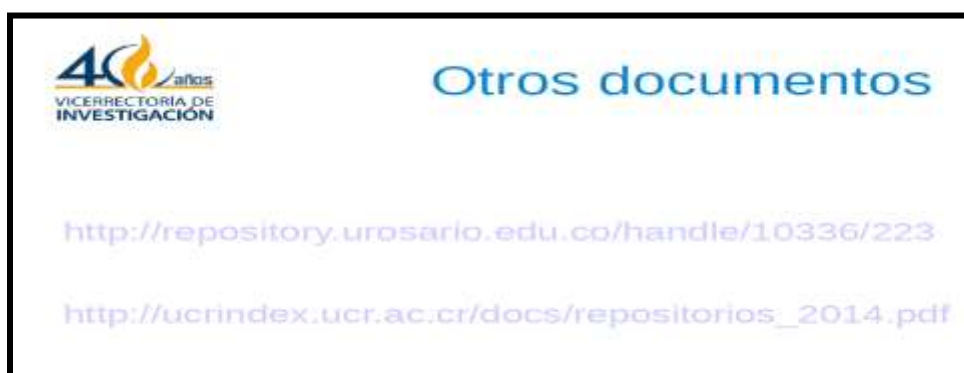 40 años
VICERRECTORÍA DE
INVESTIGACIÓN
Otros documentos
http://repository.urosario.edu.co/handle/10336/223
http://ucrindex.ucr.ac.cr/docs/repositorios_2014.pdf